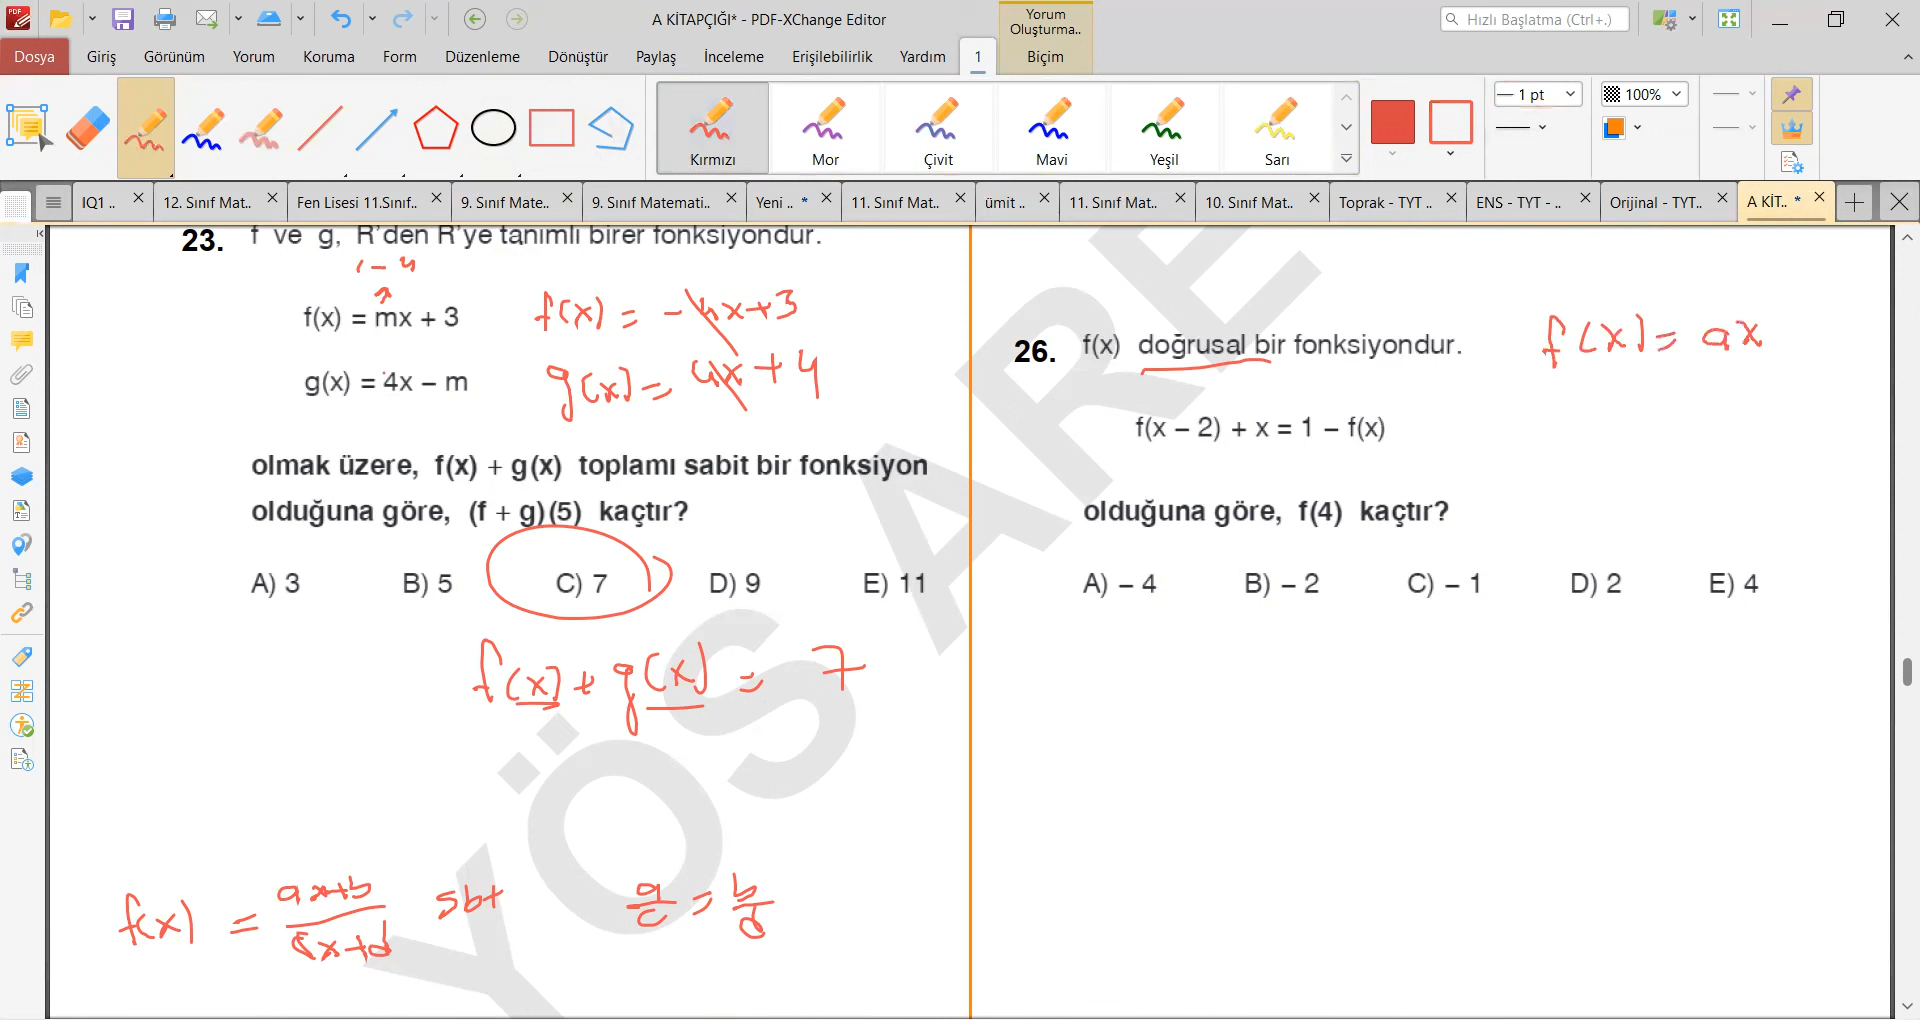 A KİTAPÇIĞI* - PDF-XChange Editor
Yorum
Oluşturma..
Hızlı Başlatma (Ctrl+.)
Dosya Giriş Görünüm Yorum Koruma Form Düzenleme Dönüştür Paylaş İnceleme Erişilebilirlik Yardım 1 Biçim
1 pt 100%
Kırmızı Mor Çivit Mavi Yeşil Sarı
IQ1 .. 12. Sınıf Mat.. Fen Lisesi 11.Sınıf.. 9. Sınıf Mate.. 9. Sınıf Matemati.. Yeni .. * 11. Sınıf Mat.. ümit .. 11. Sınıf Mat.. 10. Sınıf Mat.. Toprak - TYT .. ENS - TYT - .. Orijinal - TYT.. A KİT.. *
23. f ve g, R'den R'ye tanımlı birer fonksiyondur.
- 4
f(x) = mx + 3
f(x) = -4x+3
g(x) = 4x – m
g(x) = 4x + 4
olmak üzere, f(x) + g(x) toplamı sabit bir fonksiyon
olduğuna göre, (f + g)(5) kaçtır?
A) 3 B) 5 C) 7 D) 9 E) 11
f(x) + g(x) = 7
f(x) = ax+b / cx+d sbt a/c = b/d
26. f(x) doğrusal bir fonksiyondur.
f(x) = ax
f(x – 2) + x = 1 – f(x)
olduğuna göre, f(4) kaçtır?
A) – 4 B) – 2 C) – 1 D) 2 E) 4
YÖS ARE